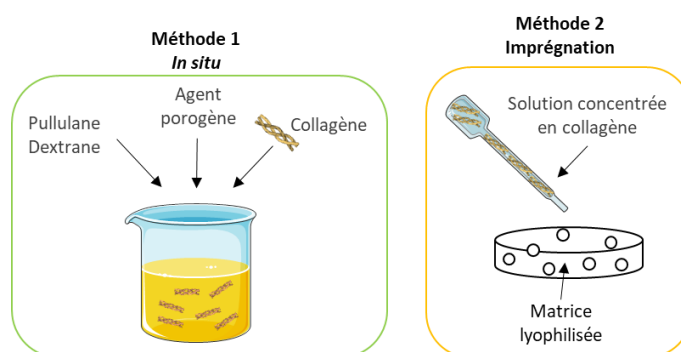 Méthode 1
In situ
Pullulane
Dextrane
Agent
porogène
Collagène
Méthode 2
Imprégnation
Solution concentrée
en collagène
Matrice
lyophilisée